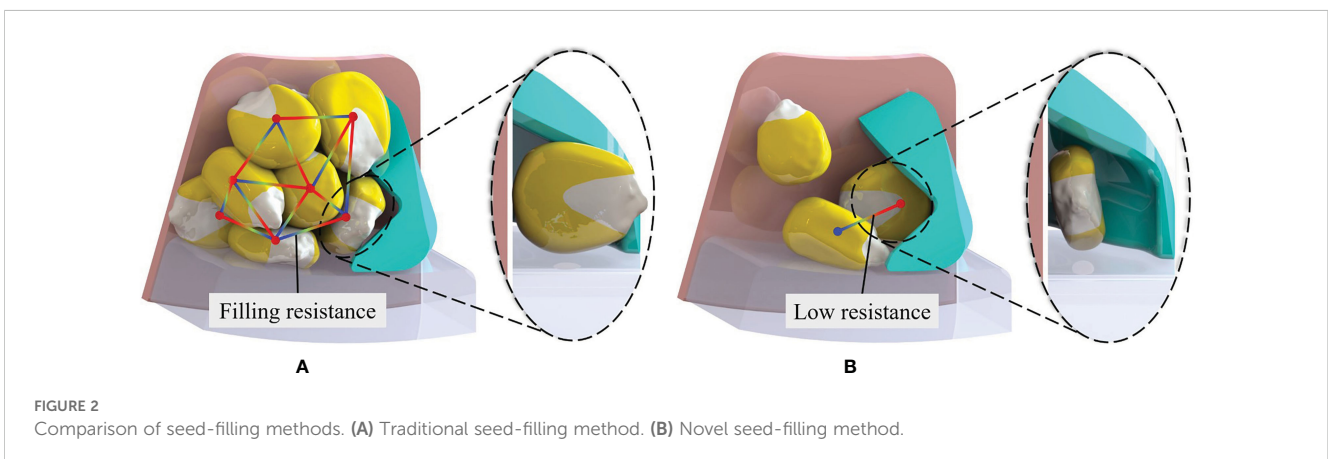 Filling resistance
Low resistance
A
B
FIGURE 2
Comparison of seed-filling methods. (A) Traditional seed-filling method. (B) Novel seed-filling method.